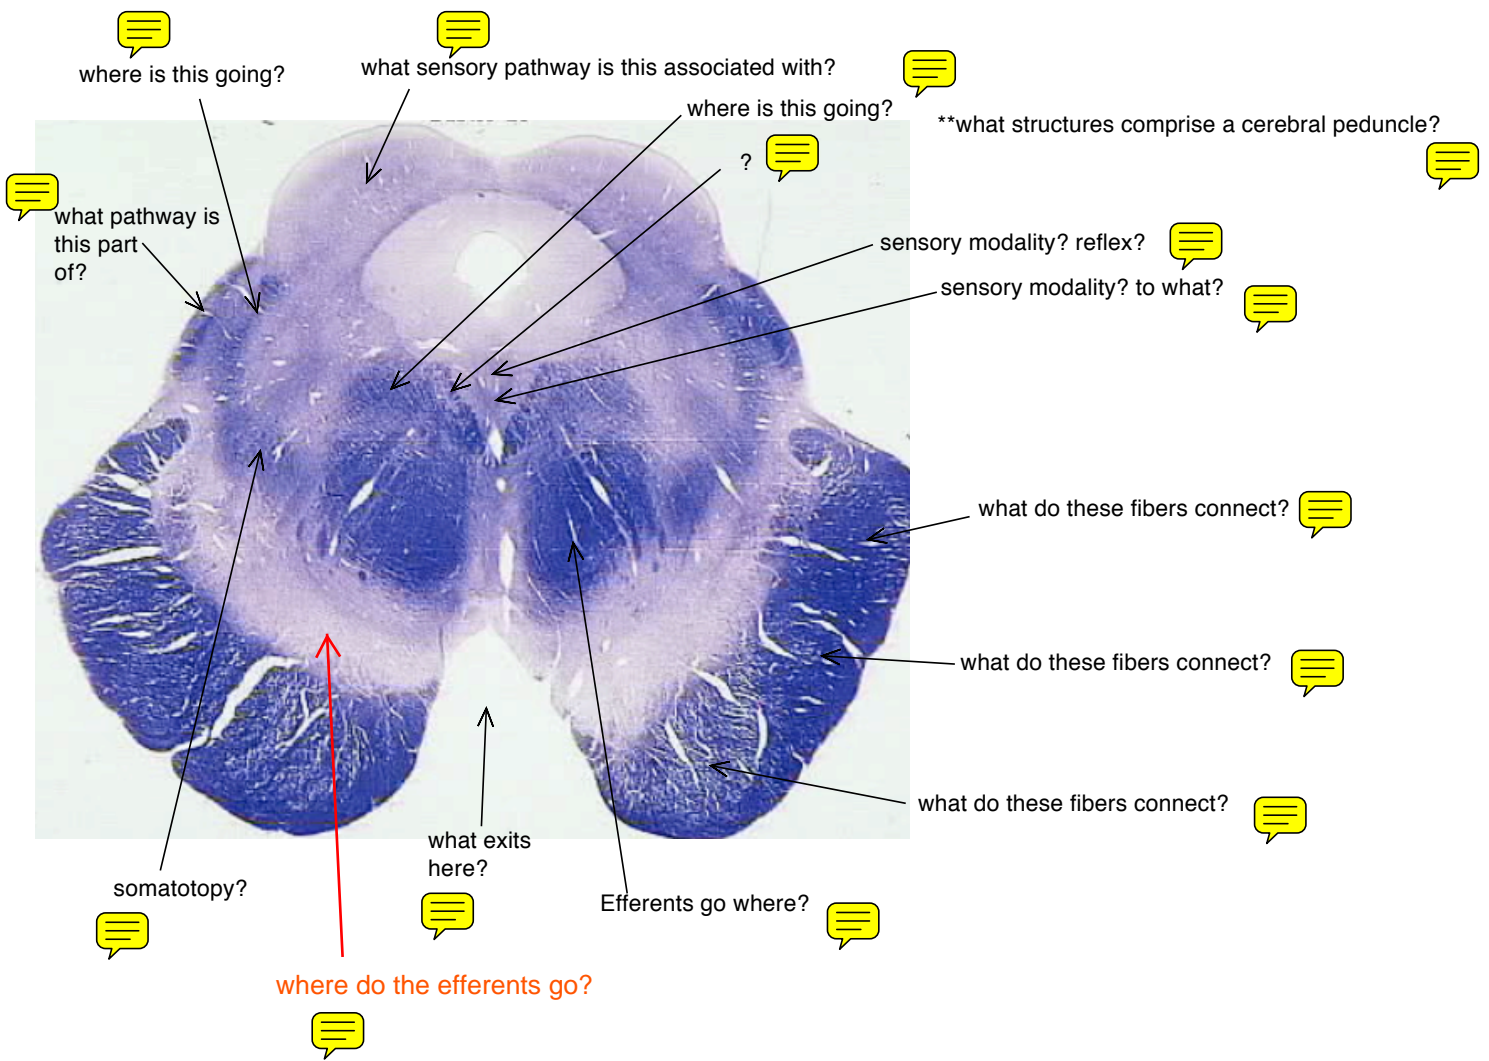 where is this going?
what sensory pathway is this associated with?
where is this going?
**what structures comprise a cerebral peduncle?
?
what pathway is
this part
of?
sensory modality? reflex?
sensory modality? to what?
what do these fibers connect?
what do these fibers connect?
what do these fibers connect?
what exits
here?
somatotopy?
Efferents go where?
where do the efferents go?